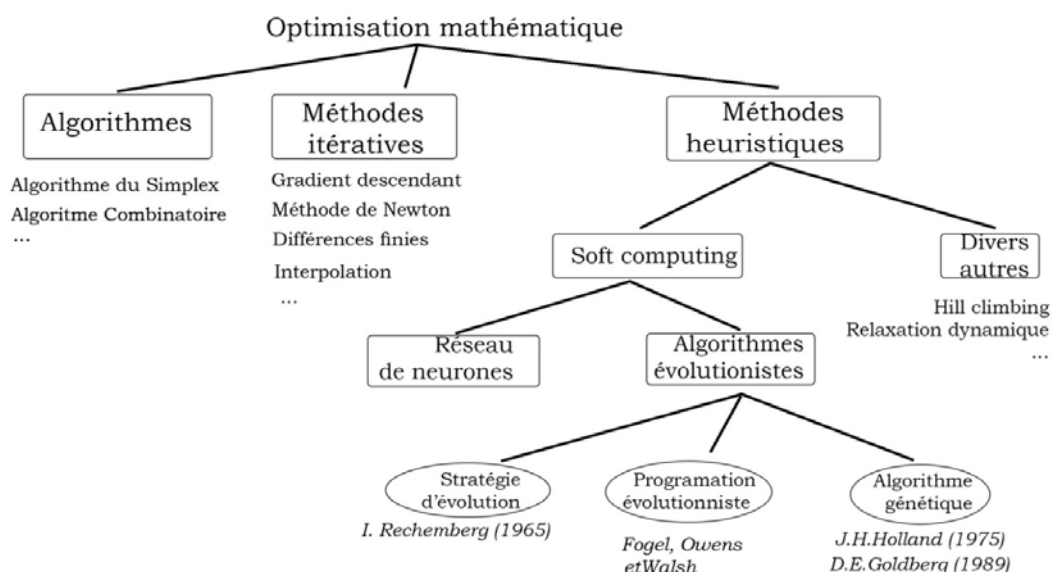 Optimisation mathématique
Algorithmes
Algorithme du Simplex
Algoritme Combinatoire
...
Méthodes
itératives
Gradient descendant
Méthode de Newton
Différences finies
Interpolation
...
Méthodes
heuristiques
Soft computing
Divers
autres
Hill climbing
Relaxation dynamique
...
Réseau
de neurones
Algorithmes
évolutionistes
Stratégie
d'évolution
I. Rechemberg (1965)
Programation
évolutionniste
Fogel, Owens
etWalsh
Algorithme
génétique
J.H.Holland (1975)
D.E.Goldberg (1989)